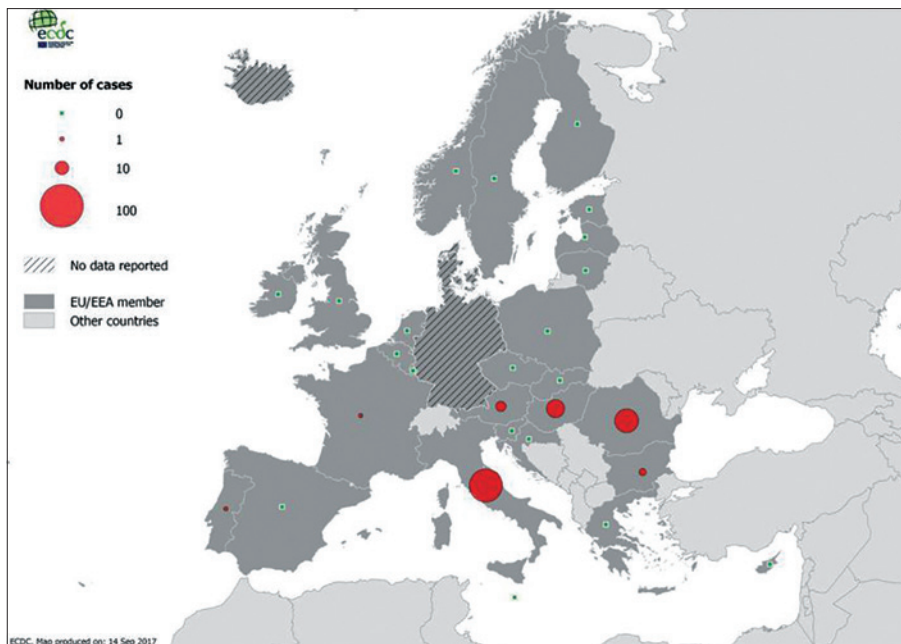 ecdc
Number of cases
0
1
10
100
No data reported
EU/EEA member
Other countries
ECDC. Map produced on: 14 Sep 2017